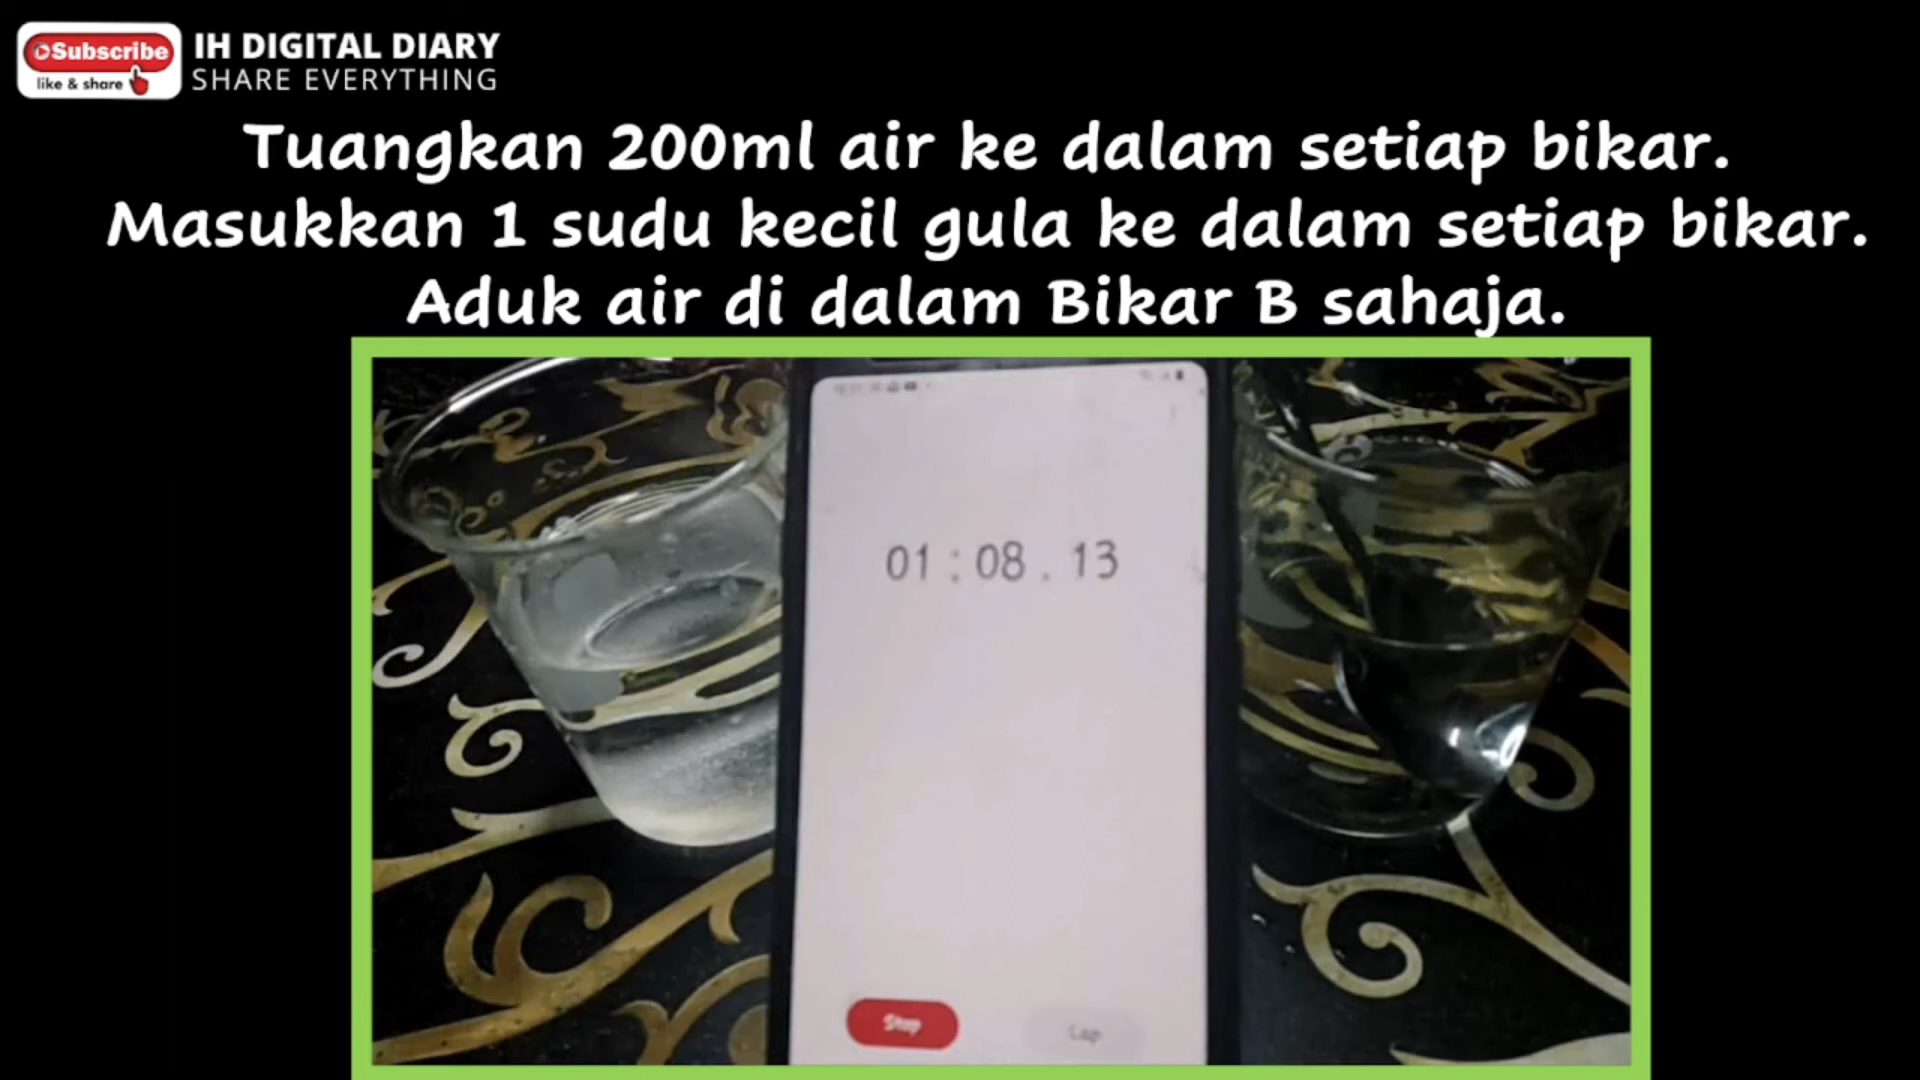 Subscribe
like & share
IH DIGITAL DIARY
SHARE EVERYTHING
Tuangkan 200ml air ke dalam setiap bikar.
Masukkan 1 sudu kecil gula ke dalam setiap bikar.
Aduk air di dalam Bikar B sahaja.
01:08.13
Stop
Lap